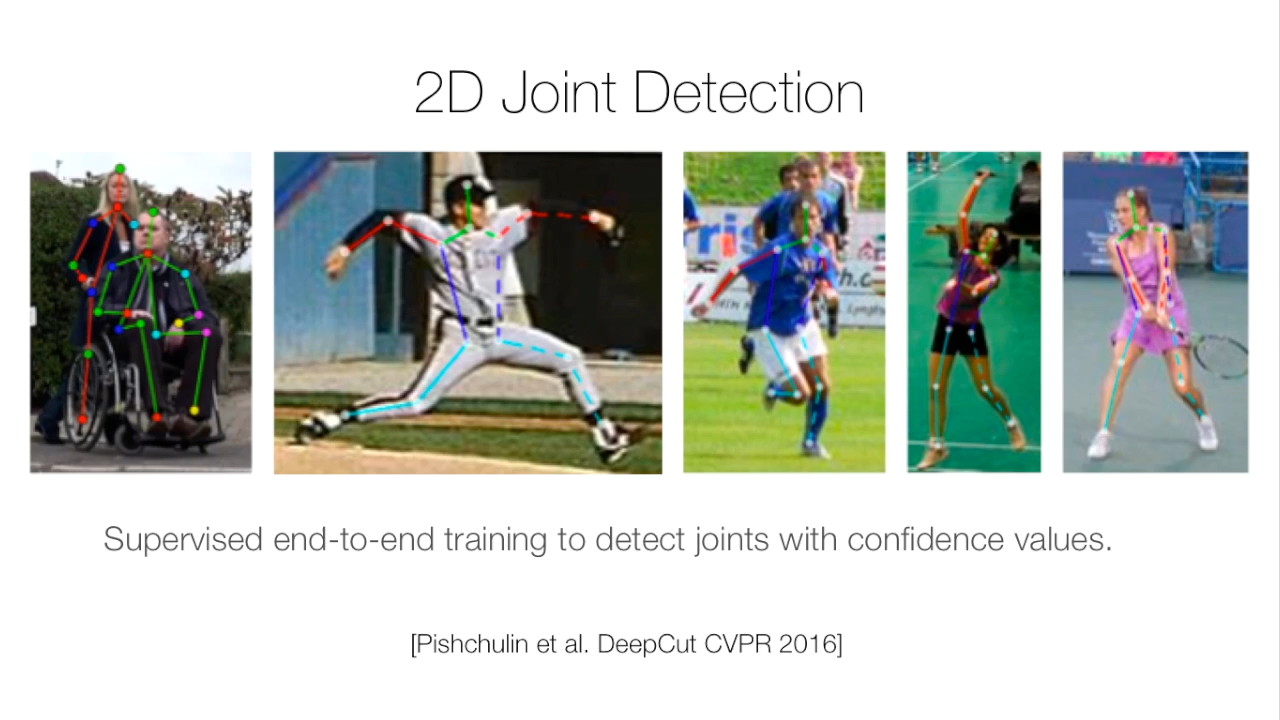 2D Joint Detection
Supervised end-to-end training to detect joints with confidence values.
[Pishchulin et al. DeepCut CVPR 2016]